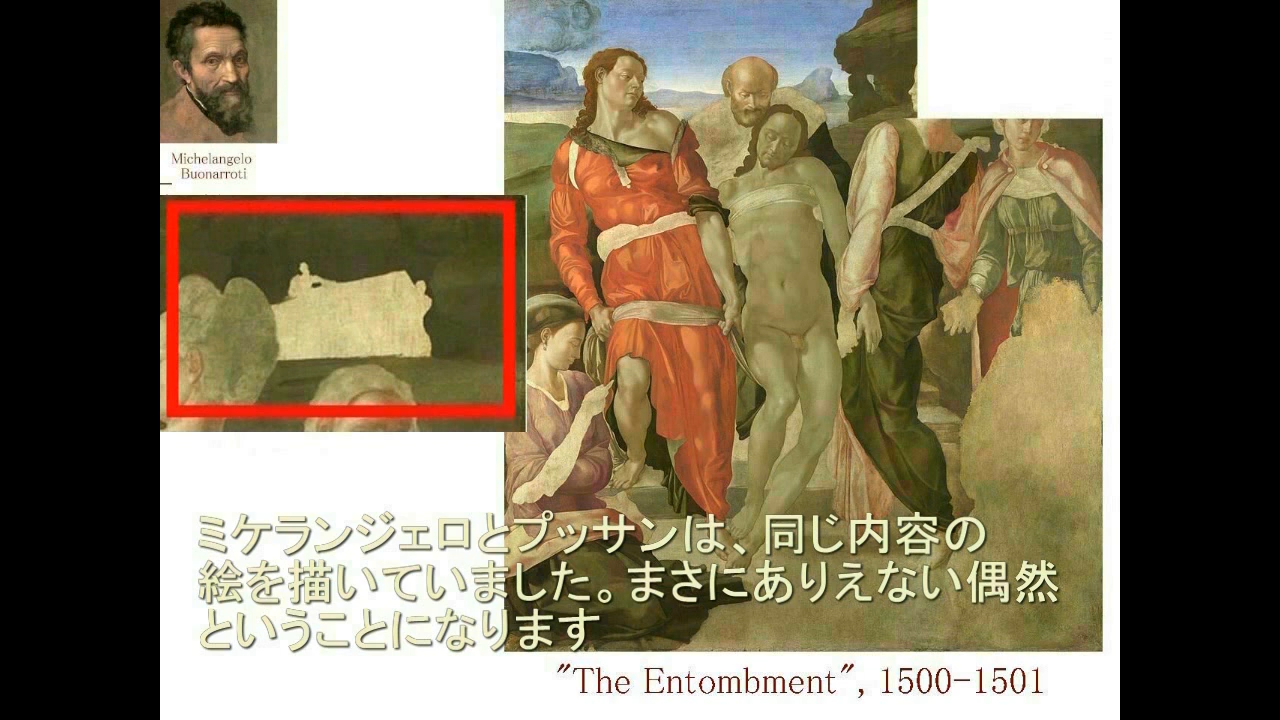 Michelangelo
Buonarroti
ミケランジェロとプッサンは、同じ内容の
絵を描いていました。まさにありえない偶然
ということになります
"The Entombment", 1500-1501